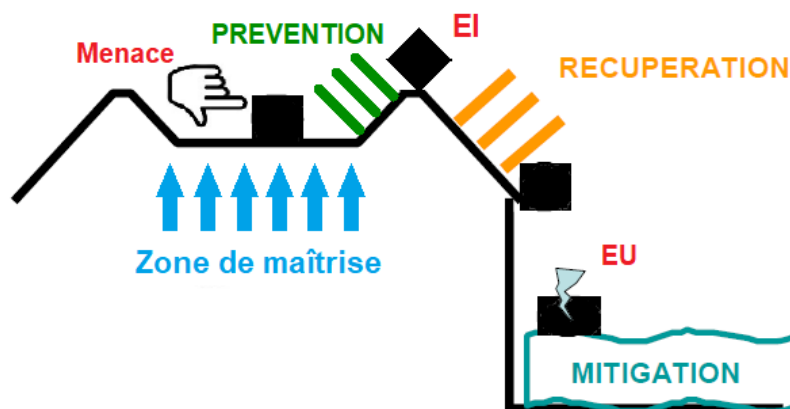 PREVENTION
EI
Menace
RECUPERATION
Zone de maîtrise
EU
MITIGATION